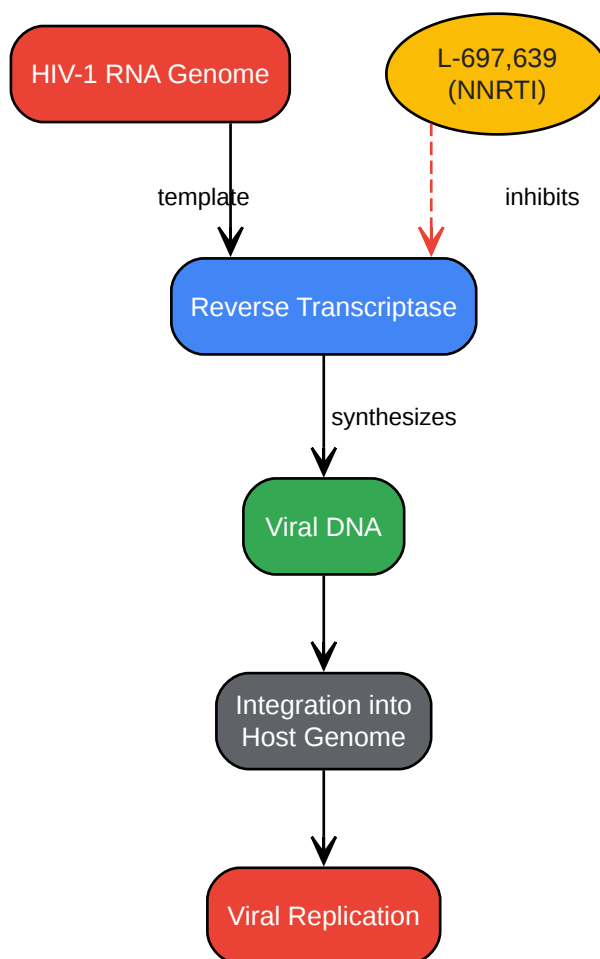 HIV-1 RNA Genome
L-697,639
(NNRTI)
template
inhibits
Reverse Transcriptase
synthesizes
Viral DNA
Integration into
Host Genome
Viral Replication